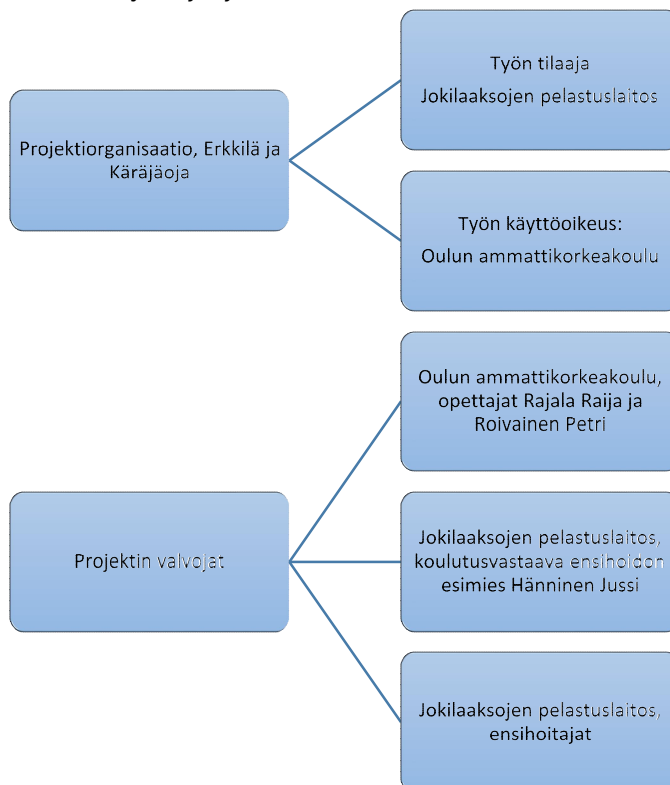 Työn tilaaja
Jokilaaksojen pelastuslaitos
Projektiorganisaatio, Erkkilä ja
Käräjäoja
Työn käyttöoikeus:
Oulun ammattikorkeakoulu
Oulun ammattikorkeakoulu,
opettajat Rajala Raija ja
Roivainen Petri
Projektin valvojat
Jokilaaksojen pelastuslaitos,
koulutusvastaava ensihoidon
esimies Hänninen Jussi
Jokilaaksojen pelastuslaitos,
ensihoitajat